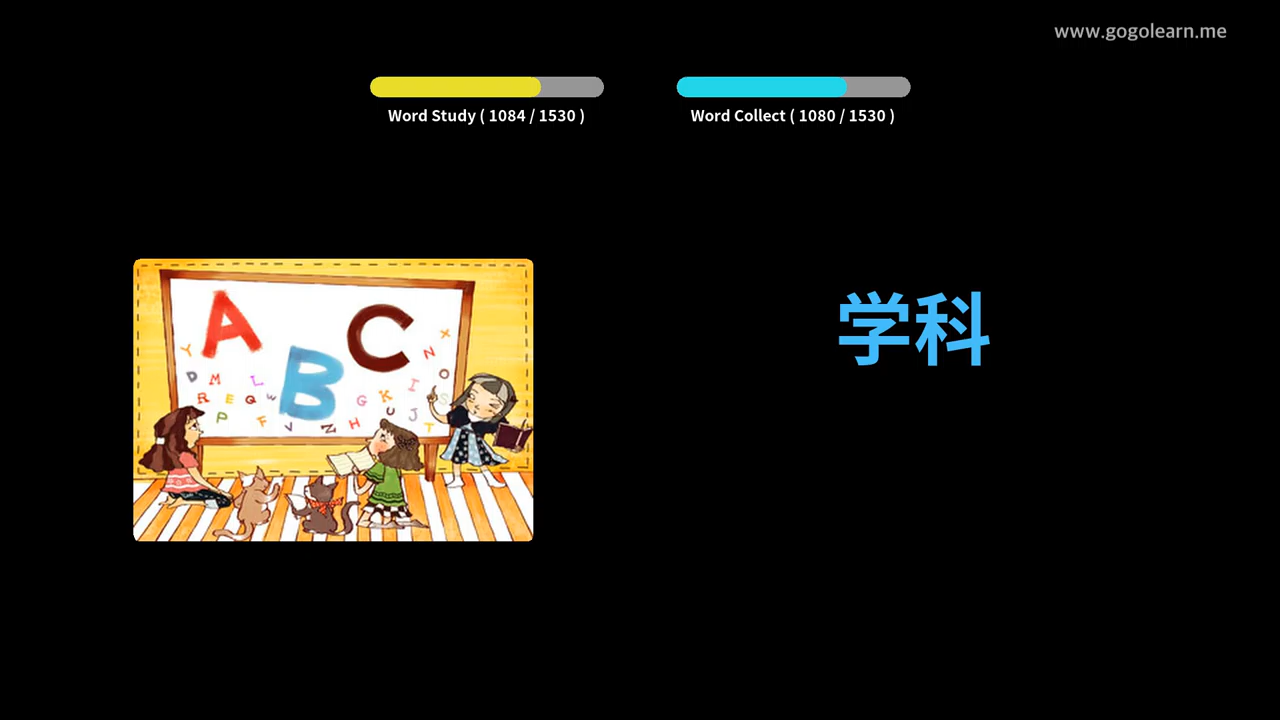 www.gogolearn.me
Word Study ( 1084 / 1530 )
Word Collect ( 1080 / 1530 )
学科
A
B
C
Y
X
N
D M L O
R E Q W G K I S
P F V Z H U J T